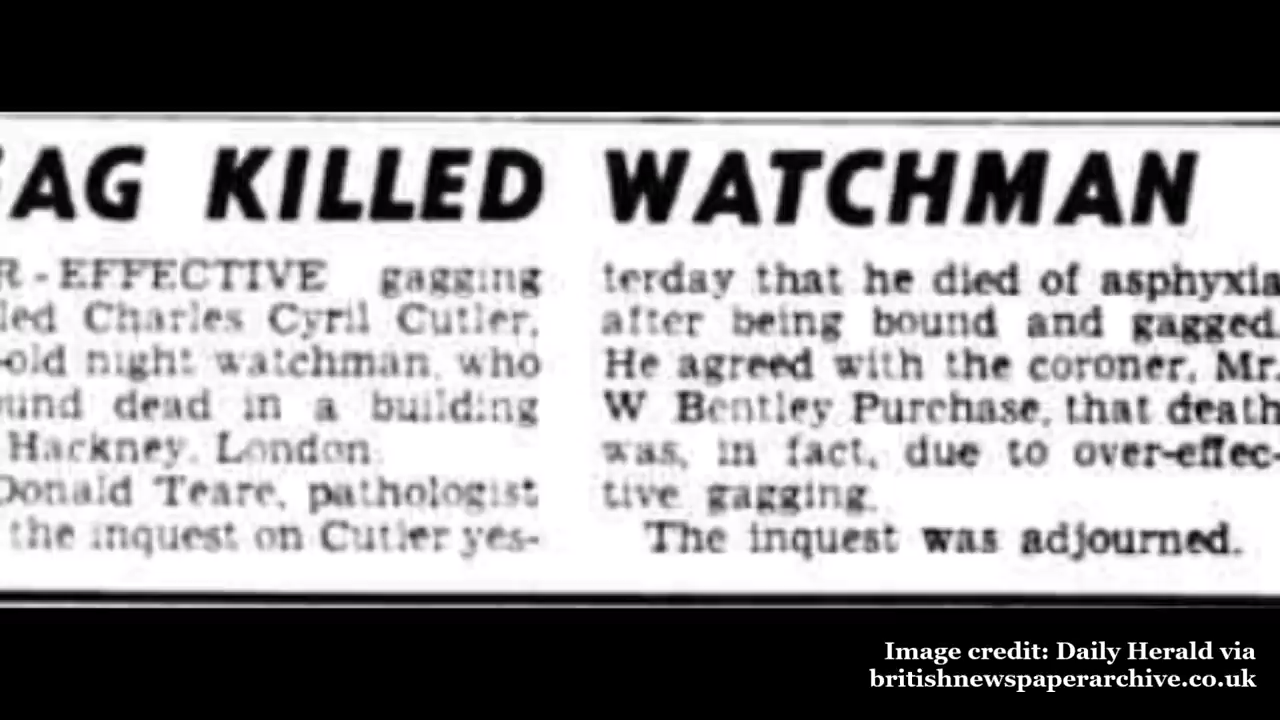 AG KILLED WATCHMAN
R-EFFECTIVE gagging
led Charles Cyril Cutler,
-old night watchman, who
und dead in a building
Hackney, London.
Donald Teare, pathologist
the inquest on Cutler yes-
terday that he died of asphyxia
after being bound and gagged.
He agreed with the coroner, Mr.
W Bentley Purchase, that death
was, in fact, due to over-effec-
tive gagging.
The inquest was adjourned.
Image credit: Daily Herald via
britishnewspaperarchive.co.uk